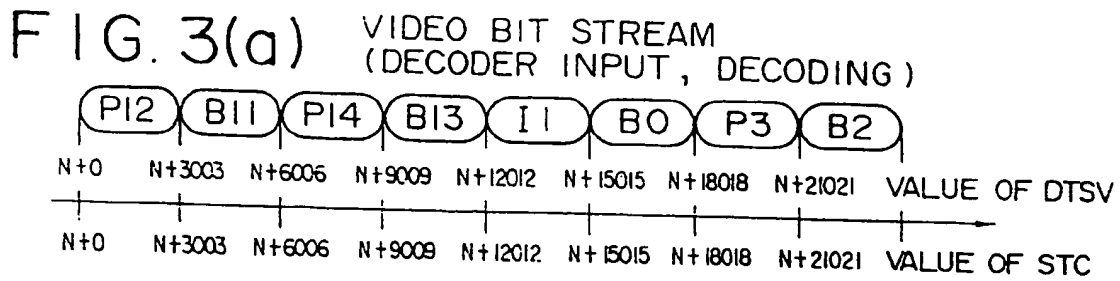 FIG. 3(a) VIDEO BIT STREAM
(DECODER INPUT, DECODING)
P12 B11 P14 B13 I1 B0 P3 B2
N+0 N+3003 N+6006 N+9009 N+12012 N+15015 N+18018 N+21021 VALUE OF DTSV
N+0 N+3003 N+6006 N+9009 N+12012 N+15015 N+18018 N+21021 VALUE OF STC